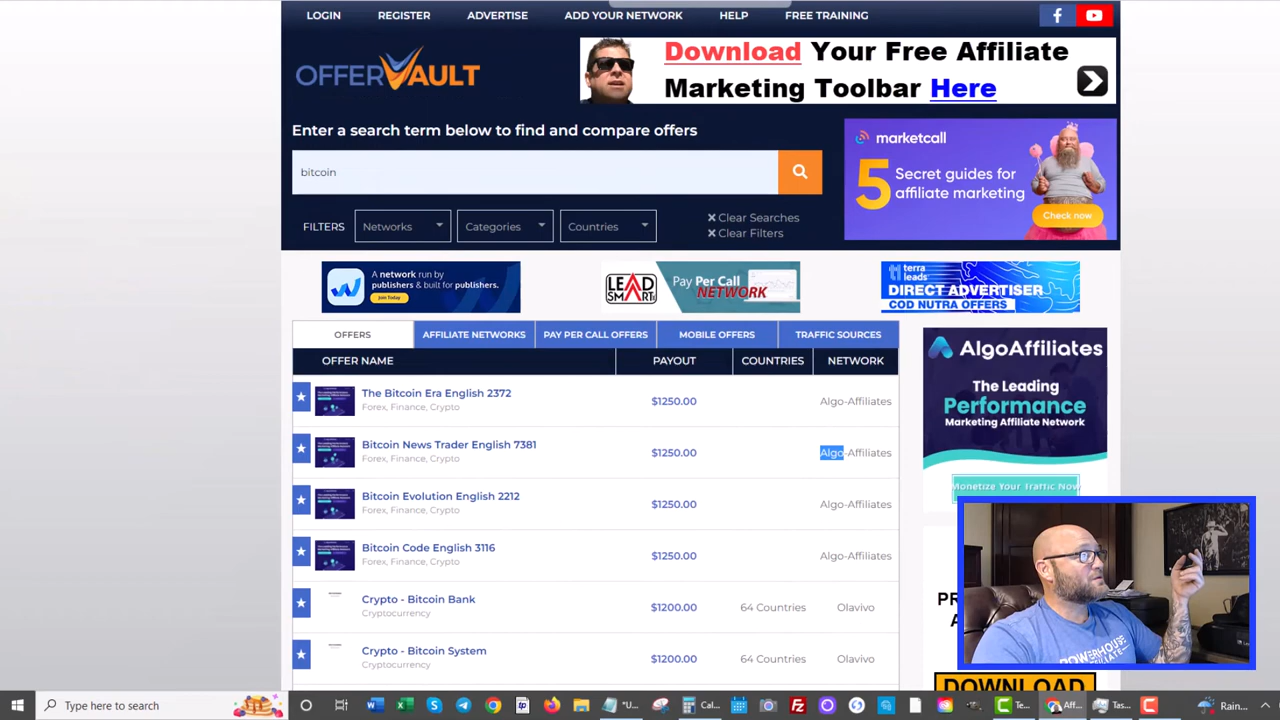 LOGIN REGISTER ADVERTISE ADD YOUR NETWORK HELP FREE TRAINING
OFFERVAULT
Download Your Free Affiliate
Marketing Toolbar Here
Enter a search term below to find and compare offers
bitcoin
FILTERS Networks Categories Countries
Clear Searches
Clear Filters
marketcall
5 Secret guides for
affiliate marketing
Check now
A network run by
publishers & built for publishers.
Join Today
LEAD
SMART
Pay Per Call
NETWORK
terra
leads
DIRECT ADVERTISER
COD NUTRA OFFERS
OFFERS AFFILIATE NETWORKS PAY PER CALL OFFERS MOBILE OFFERS TRAFFIC SOURCES
OFFER NAME PAYOUT COUNTRIES NETWORK
The Bitcoin Era English 2372
Forex, Finance, Crypto
$1250.00 Algo-Affiliates
Bitcoin News Trader English 7381
Forex, Finance, Crypto
$1250.00 Algo-Affiliates
Bitcoin Evolution English 2212
Forex, Finance, Crypto
$1250.00 Algo-Affiliates
Bitcoin Code English 3116
Forex, Finance, Crypto
$1250.00 Algo-Affiliates
Crypto - Bitcoin Bank
Cryptocurrency
$1200.00 64 Countries Olavivo
Crypto - Bitcoin System
Cryptocurrency
$1200.00 64 Countries Olavivo
AlgoAffiliates
The Leading
Performance
Marketing Affiliate Network
Monetize Your Traffic Now
POWERHOUSE
DOWNLOAD
Type here to search
*U...
Cal...
Te...
Aff...
Tas...
Rain...